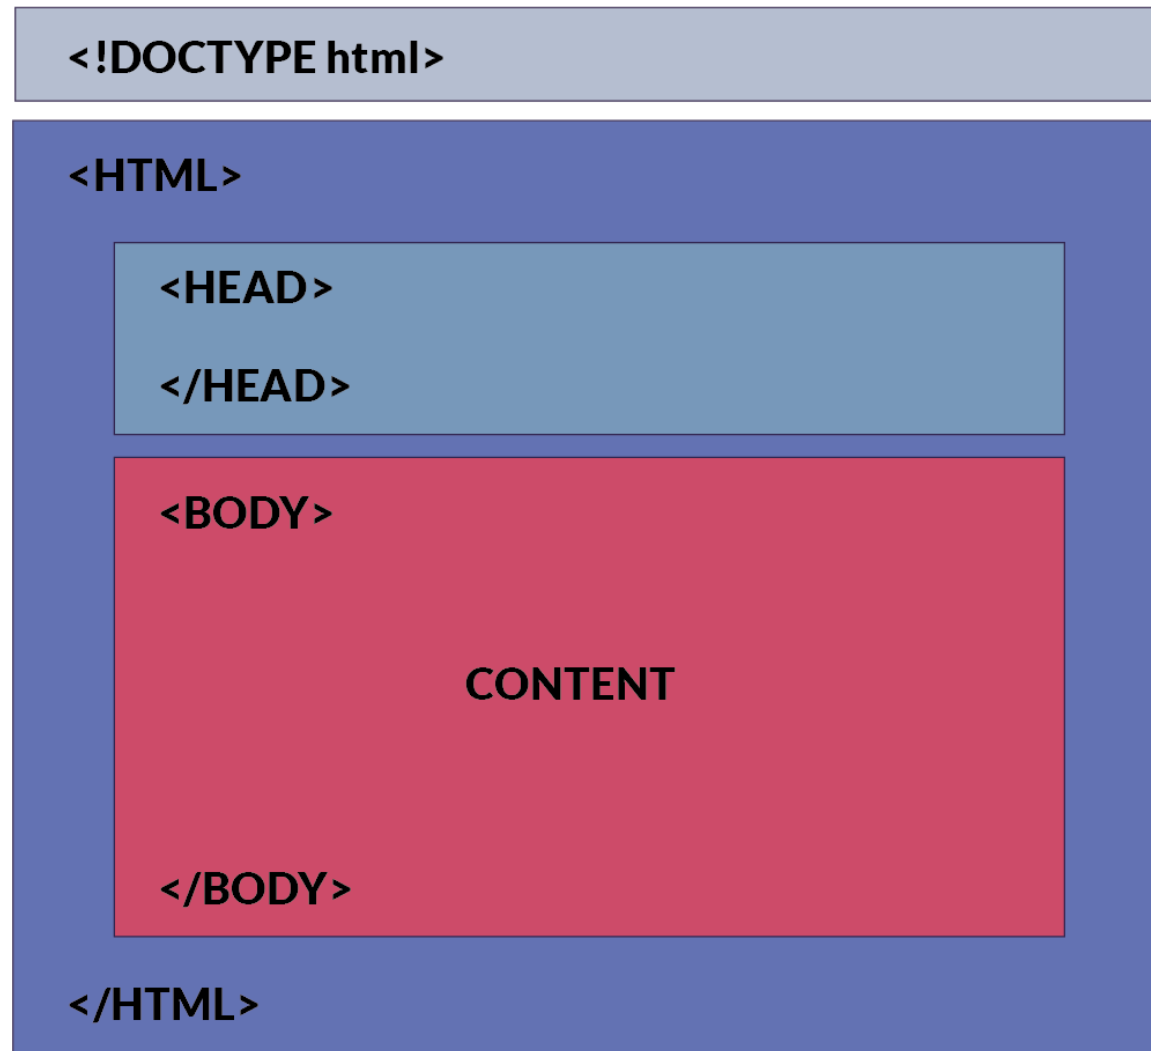 <!DOCTYPE html>
<HTML>
<HEAD>
</HEAD>
<BODY>
CONTENT
</BODY>
</HTML>